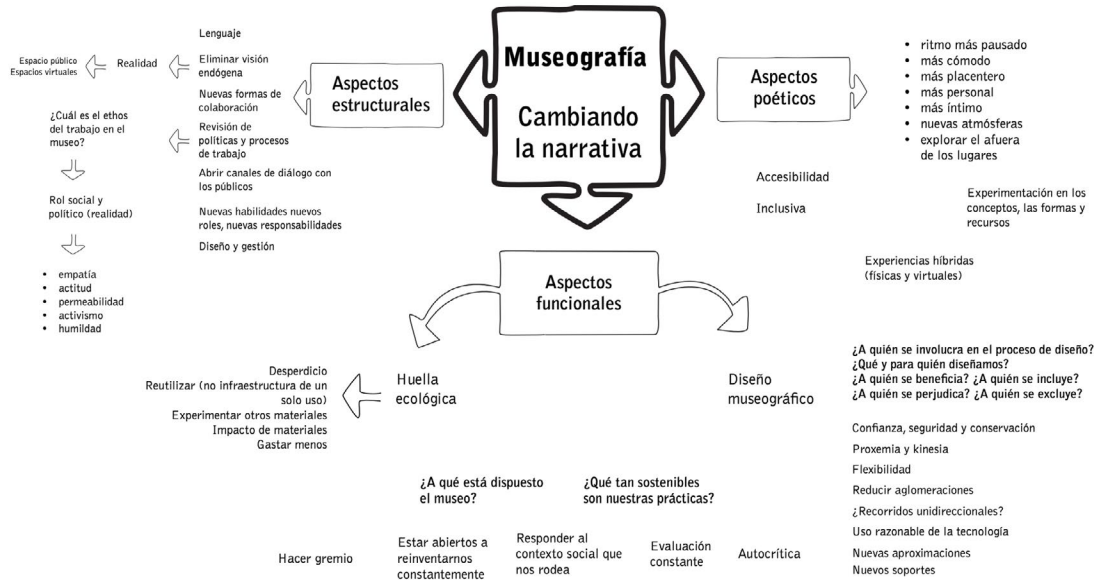 Museografía
Cambiando
la narrativa
Aspectos
estructurales
Lenguaje
Eliminar visión
endógena
Realidad
Espacio público
Espacios virtuales
Nuevas formas de
colaboración
Revisión de
políticas y procesos
de trabajo
¿Cuál es el ethos
del trabajo en el
museo?
Rol social y
político (realidad)
• empatía
• actitud
• permeabilidad
• activismo
• humildad
Abrir canales de diálogo con
los públicos
Nuevas habilidades nuevos
roles, nuevas responsabilidades
Diseño y gestión
Aspectos
poéticos
• ritmo más pausado
• más cómodo
• más placentero
• más personal
• más íntimo
• nuevas atmósferas
• explorar el afuera
de los lugares
Accesibilidad
Inclusiva
Experimentación en los
conceptos, las formas y
recursos
Experiencias híbridas
(físicas y virtuales)
Aspectos
funcionales
Huella
ecológica
Desperdicio
Reutilizar (no infraestructura de un
solo uso)
Experimentar otros materiales
Impacto de materiales
Gastar menos
Diseño
museográfico
¿A quién se involucra en el proceso de diseño?
¿Qué y para quién diseñamos?
¿A quién se beneficia? ¿A quién se incluye?
¿A quién se perjudica? ¿A quién se excluye?
Confianza, seguridad y conservación
Proxemia y kinesia
Flexibilidad
Reducir aglomeraciones
¿Recorridos unidireccionales?
Uso razonable de la tecnología
Nuevas aproximaciones
Nuevos soportes
¿A qué está dispuesto
el museo?
¿Qué tan sostenibles
son nuestras prácticas?
Hacer gremio
Estar abiertos a
reinventarnos
constantemente
Responder al
contexto social que
nos rodea
Evaluación
constante
Autocrítica